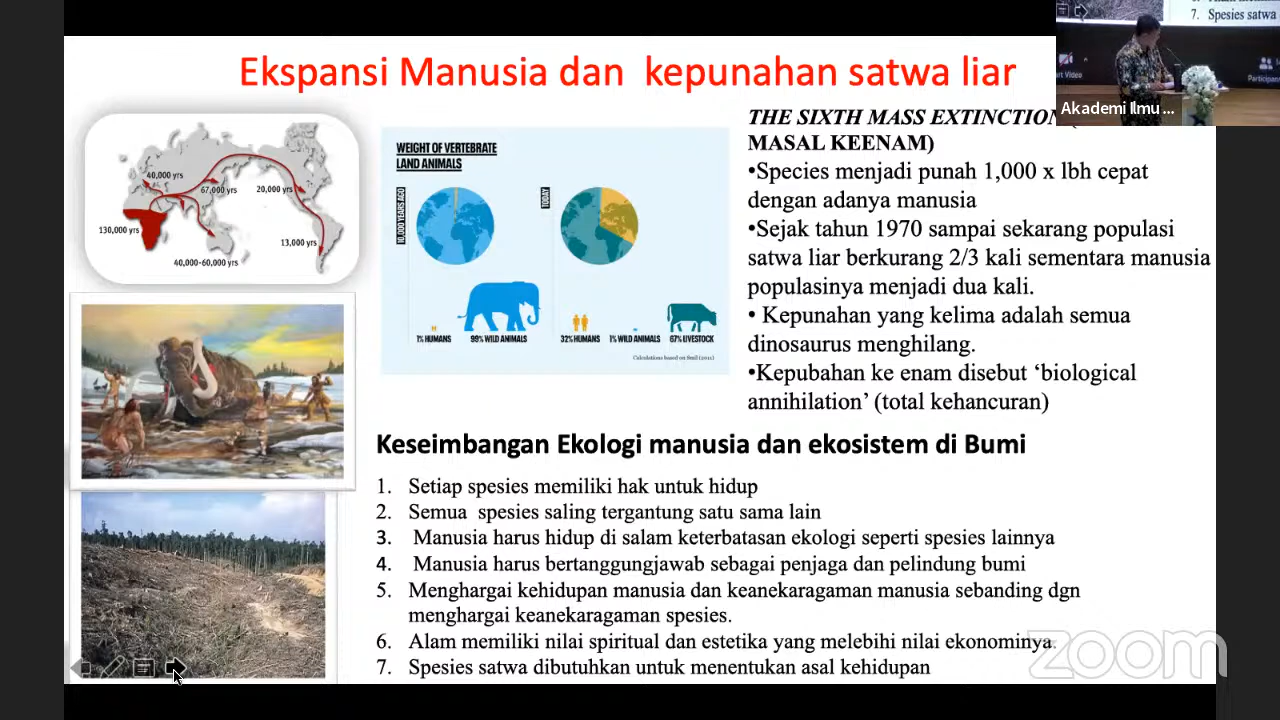 Ekspansi Manusia dan kepunahan satwa liar
7. Spesies satwa
Participants
Akademi Ilmu ...
40,000 yrs
67,000 yrs
20,000 yrs
130,000 yrs
13,000 yrs
40,000-60,000 yrs
WEIGHT OF VERTEBRATE
LAND ANIMALS
10,000 YEARS AGO
TODAY
1% HUMANS
99% WILD ANIMALS
32% HUMANS
1% WILD ANIMALS
67% LIVESTOCK
Calculations based on Smil (2011)
THE SIXTH MASS EXTINCTION
MASAL KEENAM)
•Species menjadi punah 1,000 x lbh cepat
dengan adanya manusia
•Sejak tahun 1970 sampai sekarang populasi
satwa liar berkurang 2/3 kali sementara manusia
populasinya menjadi dua kali.
• Kepunahan yang kelima adalah semua
dinosaurus menghilang.
•Kepubahan ke enam disebut ‘biological
annihilation’ (total kehancuran)
Keseimbangan Ekologi manusia dan ekosistem di Bumi
1. Setiap spesies memiliki hak untuk hidup
2. Semua spesies saling tergantung satu sama lain
3. Manusia harus hidup di salam keterbatasan ekologi seperti spesies lainnya
4. Manusia harus bertanggungjawab sebagai penjaga dan pelindung bumi
5. Menghargai kehidupan manusia dan keanekaragaman manusia sebanding dgn
menghargai keanekaragaman spesies.
6. Alam memiliki nilai spiritual dan estetika yang melebihi nilai ekonominya.
7. Spesies satwa dibutuhkan untuk menentukan asal kehidupan
zoom